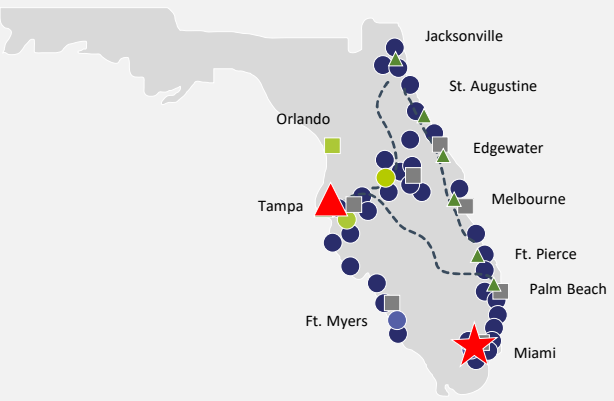 Jacksonville
St. Augustine
Orlando
Edgewater
Melbourne
Tampa
Ft. Pierce
Palm Beach
Ft. Myers
Miami